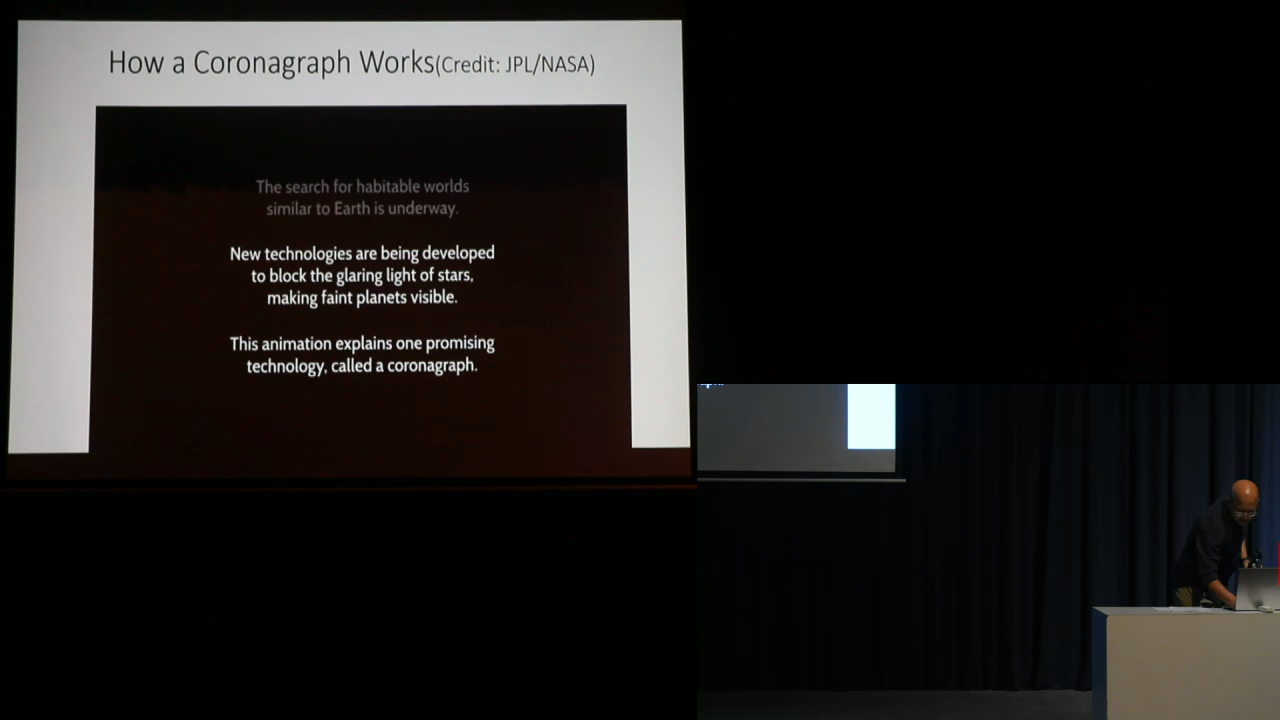 How a Coronagraph Works(Credit: JPL/NASA)
The search for habitable worlds
similar to Earth is underway.
New technologies are being developed
to block the glaring light of stars,
making faint planets visible.
This animation explains one promising
technology, called a coronagraph.